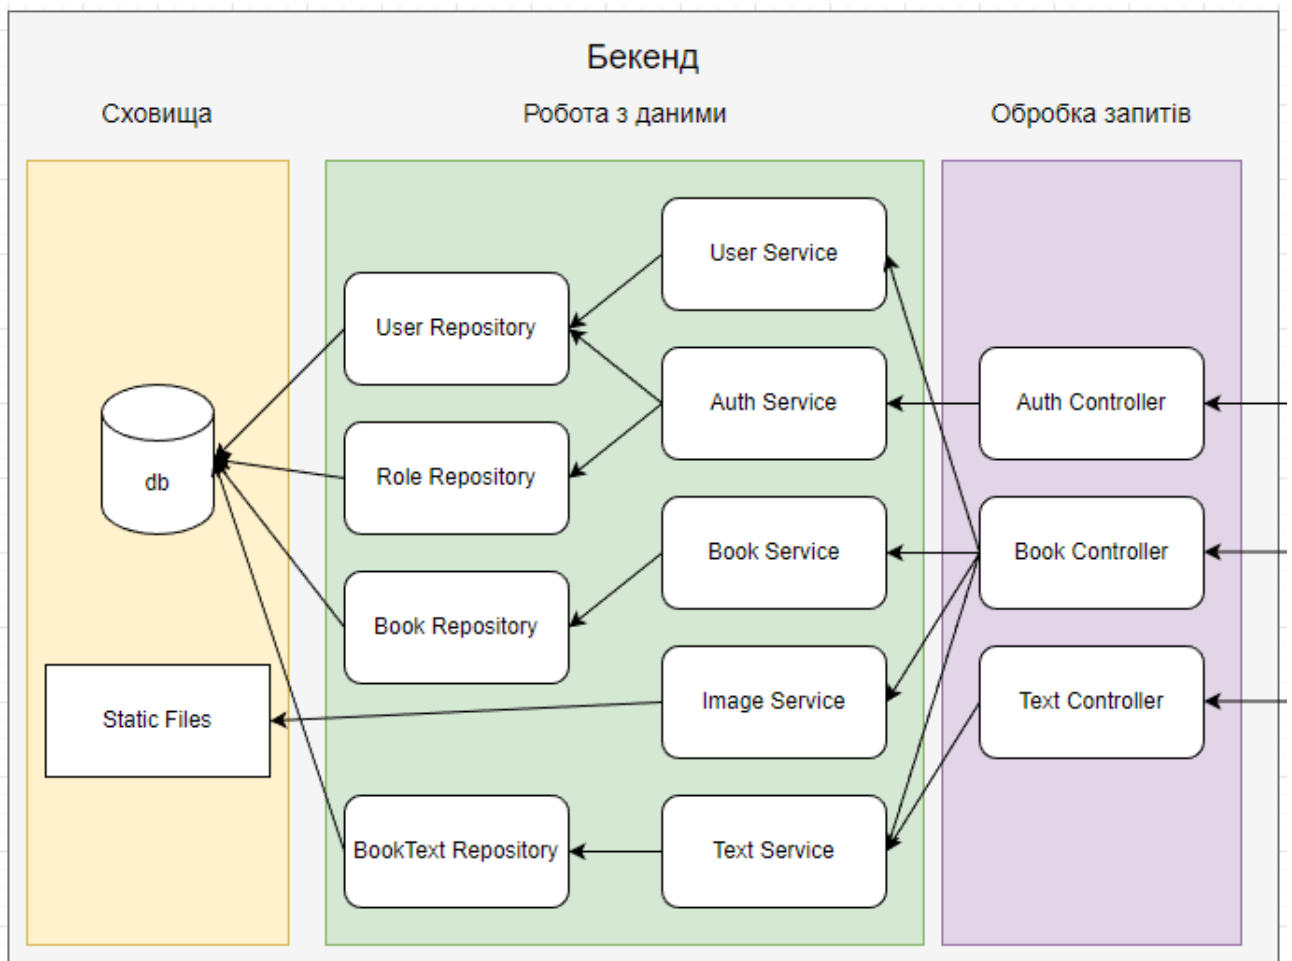 Бекенд
Сховища
Робота з даними
Обробка запитів
User Service
User Repository
Auth Service
Auth Controller
db
Role Repository
Book Service
Book Controller
Book Repository
Static Files
Image Service
Text Controller
BookText Repository
Text Service